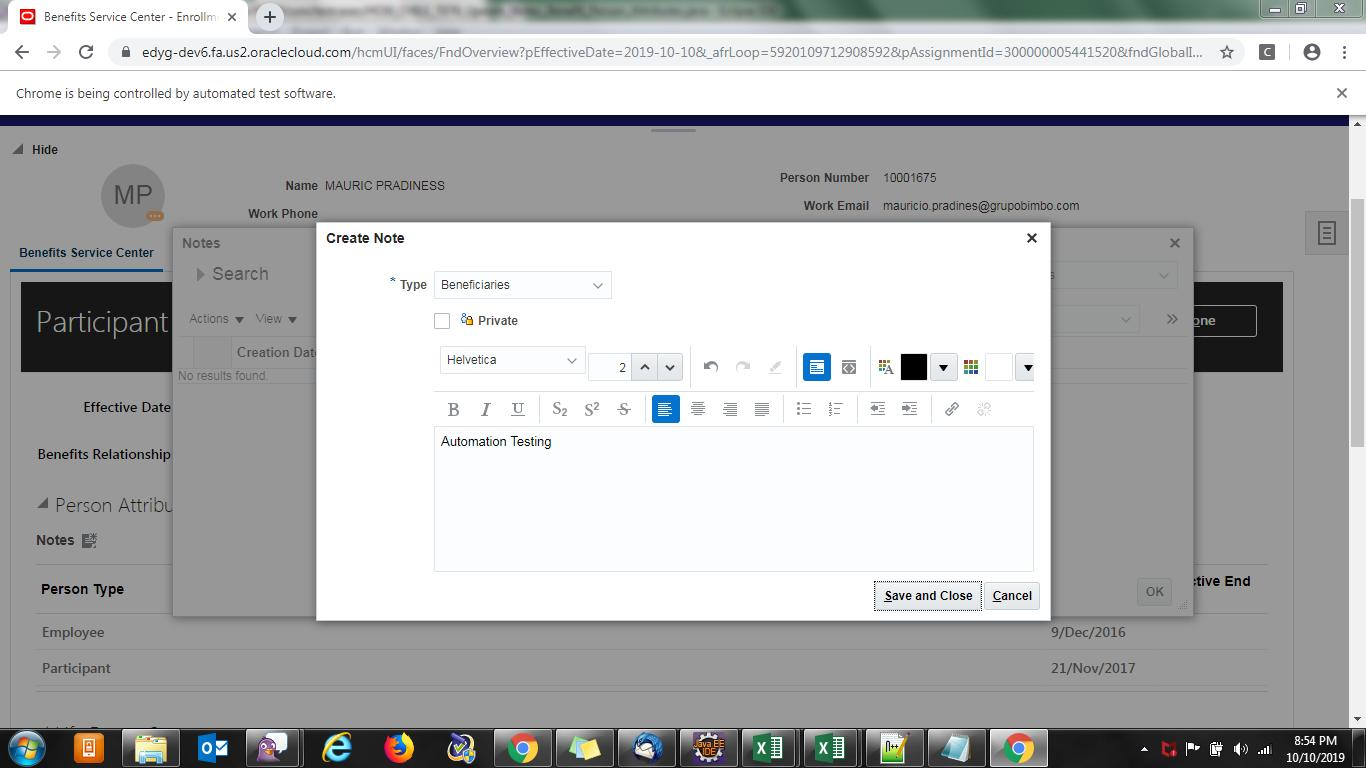 Benefits Service Center - Enrollm
edyg-dev6.fa.us2.oraclecloud.com/hcmUI/faces/FndOverview?pEffectiveDate=2019-10-10&_afrLoop=5920109712908592&pAssignmentId=300000005441520&fndGlobalI...
C
Chrome is being controlled by automated test software.
Hide
MP
Name MAURIC PRADINESS
Person Number 10001675
Work Phone
Work Email mauricio.pradines@grupobimbo.com
Benefits Service Center
Notes
Search
Actions View
Creation Dat
No results found.
Participant
one
Effective Date
Benefits Relationship
Person Attribu
Notes
Person Type
ctive End
Employee
9/Dec/2016
Participant
21/Nov/2017
OK
Create Note
* Type Beneficiaries
Private
Helvetica 2
B I U S2 S2 S
Automation Testing
Save and Close Cancel
Java EE
IDE
8:54 PM
10/10/2019